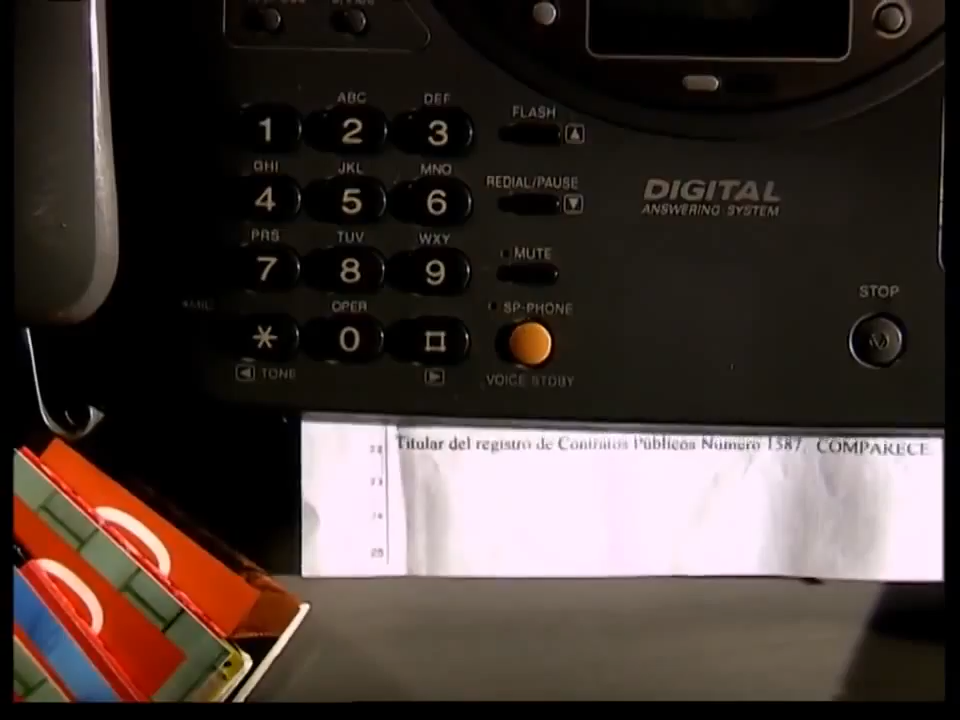 ABC DEF FLASH
1 2 3
GHI JKL MNO REDIAL/PAUSE
4 5 6
DIGITAL
ANSWERING SYSTEM
PRS TUV WXY MUTE
7 8 9
OPER SP-PHONE STOP
* 0 #
TONE VOICE STDBY
22 Titular del registro de Contratos Públicos Número 1587, COMPARECE
23
24
25